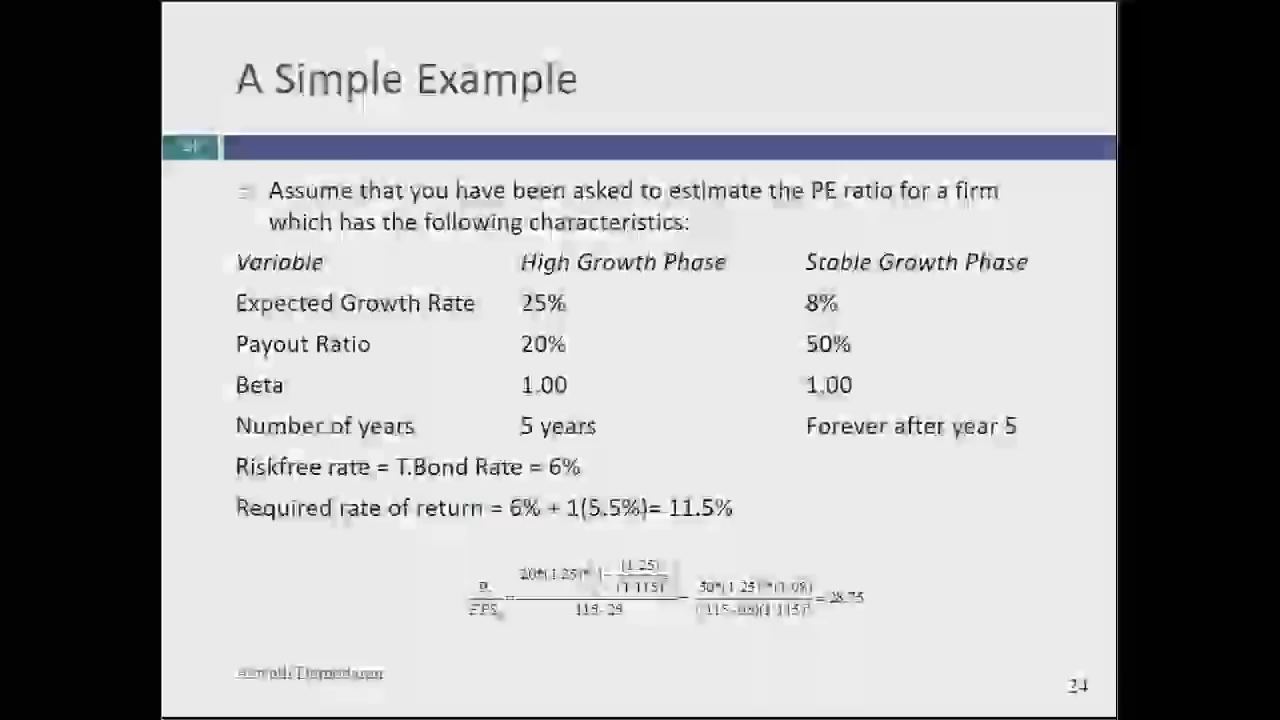 A Simple Example
Assume that you have been asked to estimate the PE ratio for a firm
which has the following characteristics:
Variable High Growth Phase Stable Growth Phase
Expected Growth Rate 25% 8%
Payout Ratio 20% 50%
Beta 1.00 1.00
Number of years 5 years Forever after year 5
Riskfree rate = T.Bond Rate = 6%
Required rate of return = 6% + 1(5.5%)= 11.5%
= 28.75
24